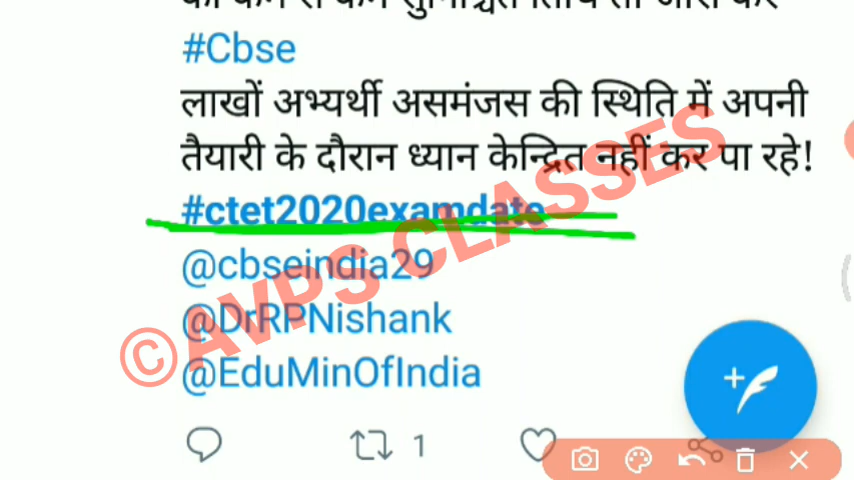 #Cbse
लाखों अभ्यर्थी असमंजस की स्थिति में अपनी
तैयारी के दौरान ध्यान केन्द्रित नहीं कर पा रहे!
#ctet2020examdate
@cbseindia29
@DrRPNishank
@EduMinOfIndia
1
©AVPS CLASSES